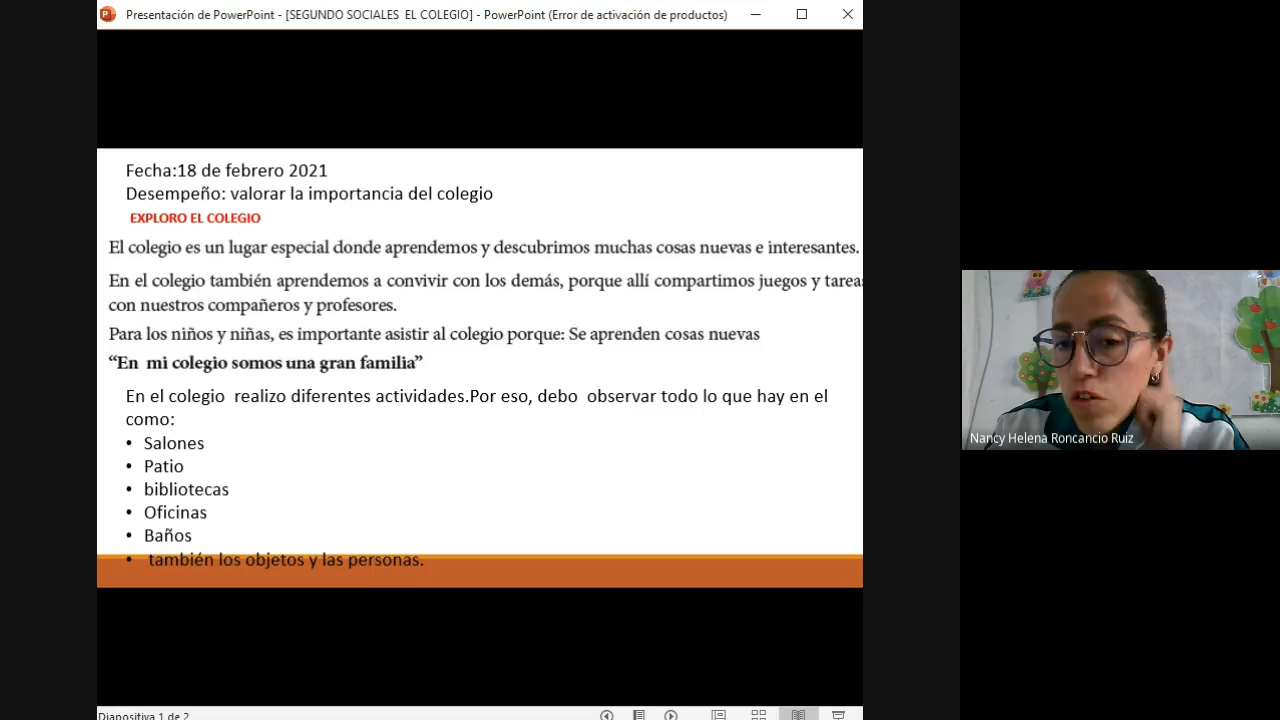 Presentación de PowerPoint - [SEGUNDO SOCIALES  EL COLEGIO] - PowerPoint (Error de activación de productos)
Fecha:18 de febrero 2021
Desempeño: valorar la importancia del colegio
EXPLORO EL COLEGIO
El colegio es un lugar especial donde aprendemos y descubrimos muchas cosas nuevas e interesantes.
En el colegio también aprendemos a convivir con los demás, porque allí compartimos juegos y tareas
con nuestros compañeros y profesores.
Para los niños y niñas, es importante asistir al colegio porque: Se aprenden cosas nuevas
“En  mi colegio somos una gran familia”
En el colegio  realizo diferentes actividades.Por eso, debo  observar todo lo que hay en el
como:
• Salones
• Patio
• bibliotecas
• Oficinas
• Baños
•  también los objetos y las personas.
Nancy Helena Roncancio Ruiz
Diapositiva 1 de 2